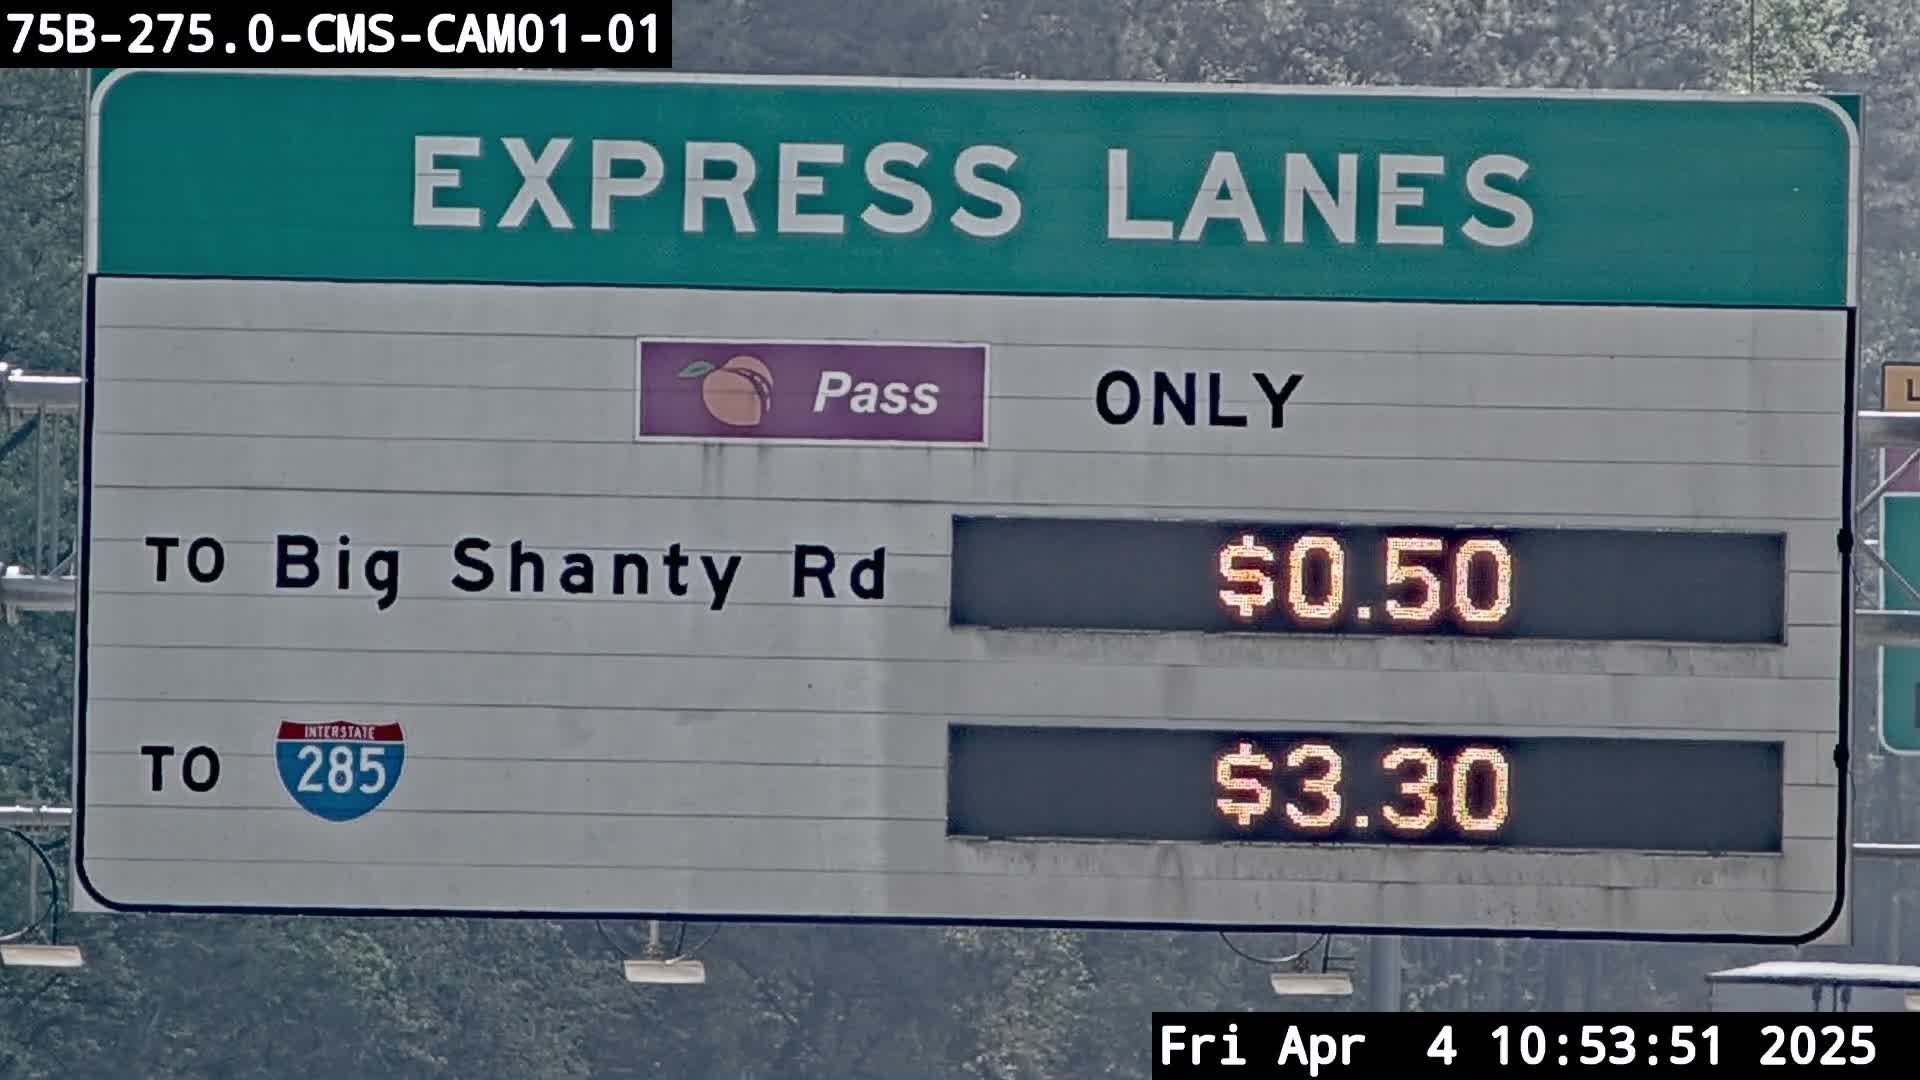 75B-275.0-CMS-CAM01-01
EXPRESS LANES
Pass ONLY
TO Big Shanty Rd $0.50
TO INTERSTATE 285 $3.30
Fri Apr 4 10:53:51 2025